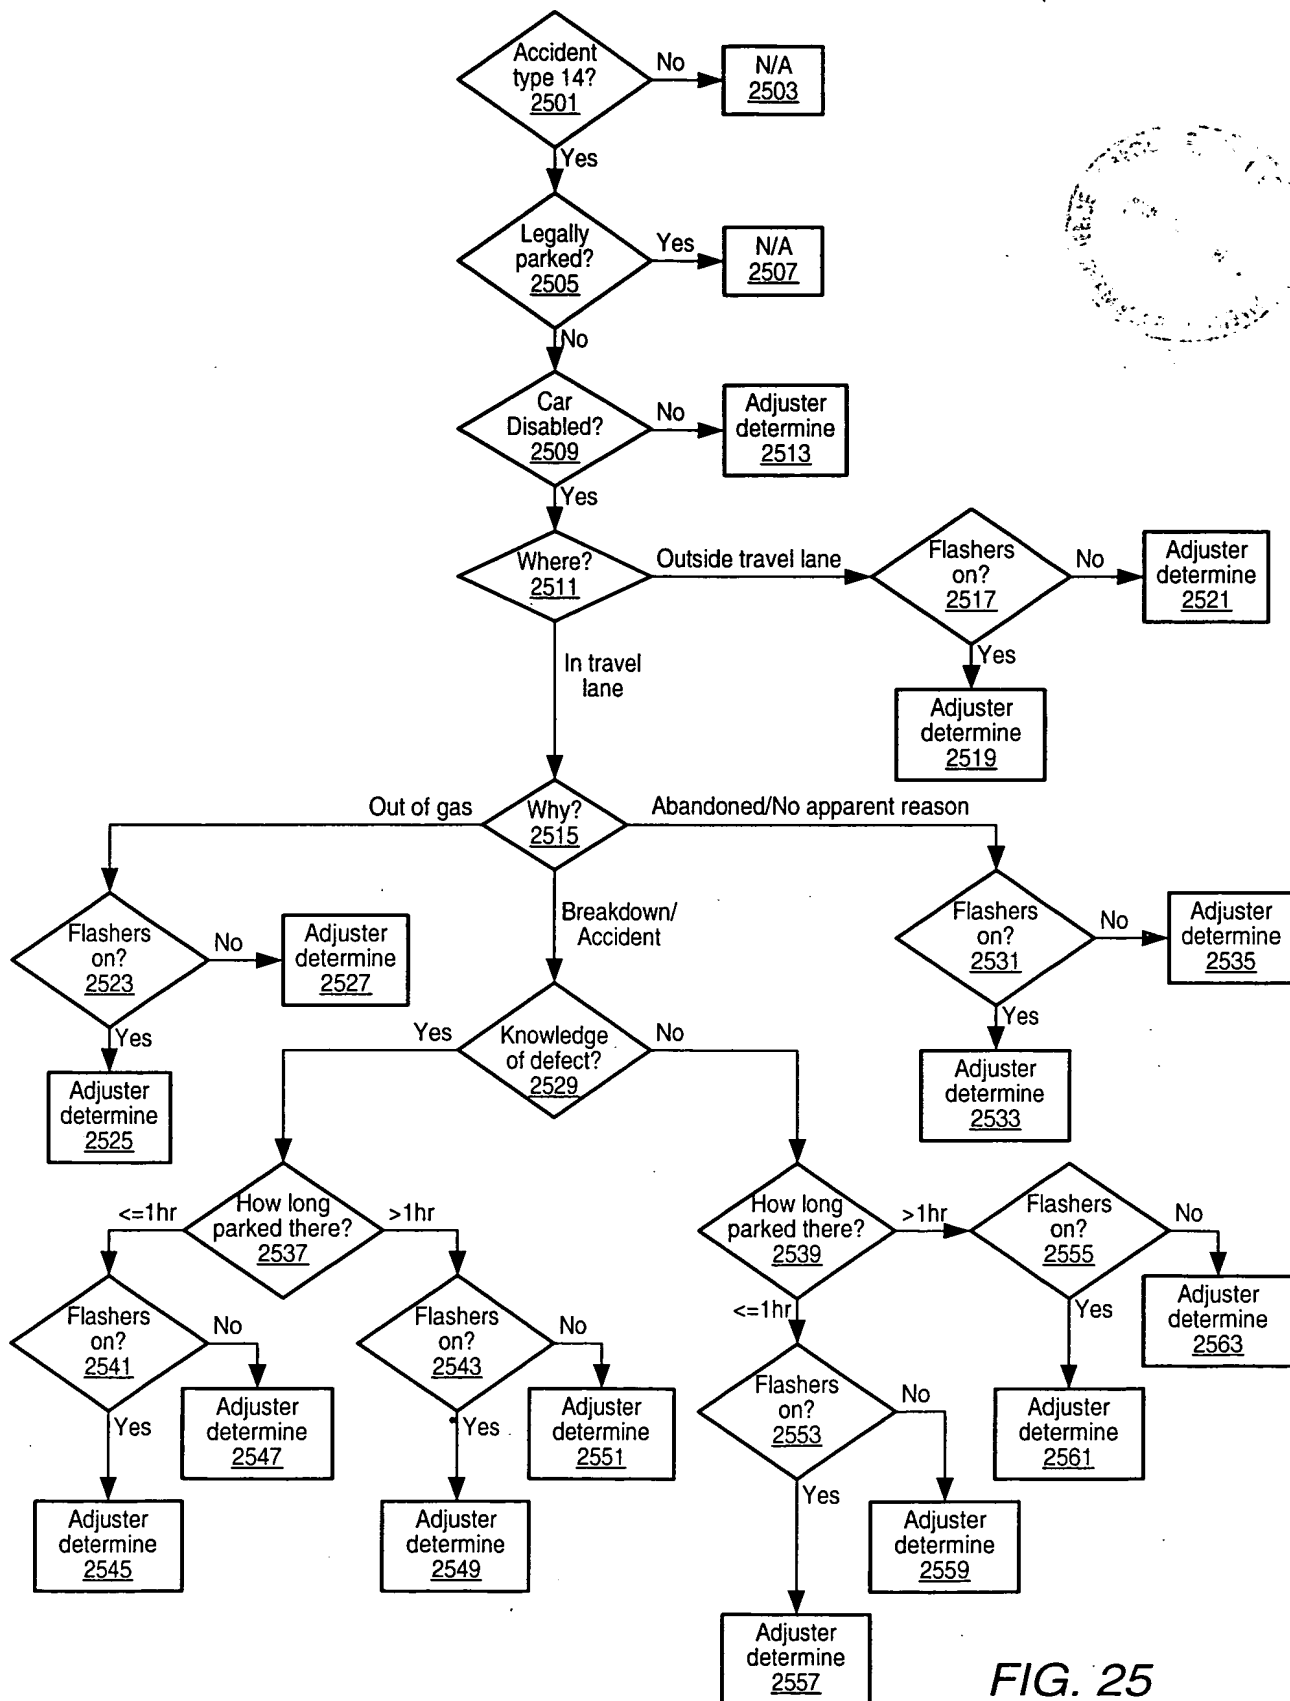 Accident
type 14?
2501
No
N/A
2503
Yes
Legally
parked?
2505
Yes
N/A
2507
No
Car
Disabled?
2509
No
Adjuster
determine
2513
Yes
Where?
2511
Outside travel lane
Flashers
on?
2517
No
Adjuster
determine
2521
Yes
Adjuster
determine
2519
In travel
lane
Out of gas
Why?
2515
Abandoned/No apparent reason
Flashers
on?
2523
No
Adjuster
determine
2527
Yes
Adjuster
determine
2525
Breakdown/
Accident
Flashers
on?
2531
No
Adjuster
determine
2535
Yes
Adjuster
determine
2533
Yes
Knowledge
of defect?
2529
No
<=1hr
How long
parked there?
2537
>1hr
Flashers
on?
2541
No
Adjuster
determine
2547
Yes
Adjuster
determine
2545
Flashers
on?
2543
No
Adjuster
determine
2551
Yes
Adjuster
determine
2549
How long
parked there?
2539
>1hr
Flashers
on?
2555
No
Adjuster
determine
2563
Yes
Adjuster
determine
2561
<=1hr
Flashers
on?
2553
No
Adjuster
determine
2559
Yes
Adjuster
determine
2557
FIG. 25